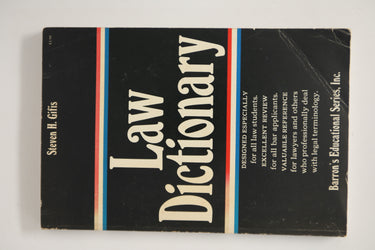 Steven H. Gifis
Law
Dictionary
DESIGNED ESPECIALLY
for all law students.
EXCELLENT REVIEW
for all bar applicants.
VALUABLE REFERENCE
for lawyers and others
who professionally deal
with legal terminology.
Barron's Educational Series, Inc.